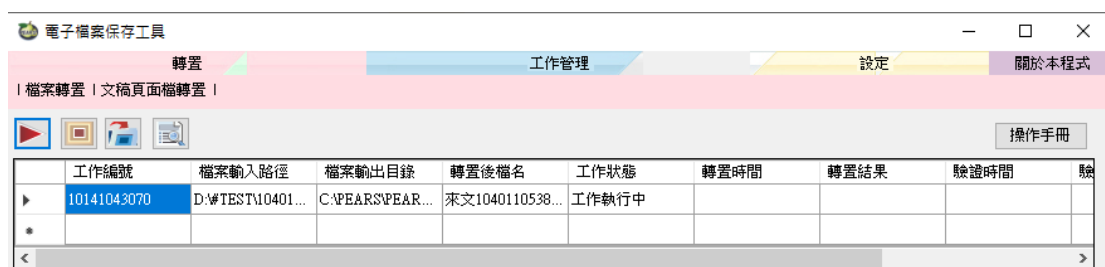 電子檔案保存工具
轉置 工作管理 設定 關於本程式
| 檔案轉置 | 文稿頁面檔轉置 |
操作手冊
工作編號 檔案輸入路徑 檔案輸出目錄 轉置後檔名 工作狀態 轉置時間 轉置結果 驗證時間 驗
10141043070 D:\#TEST\10401... C:\PEARS\PEAR... 來文1040110538... 工作執行中